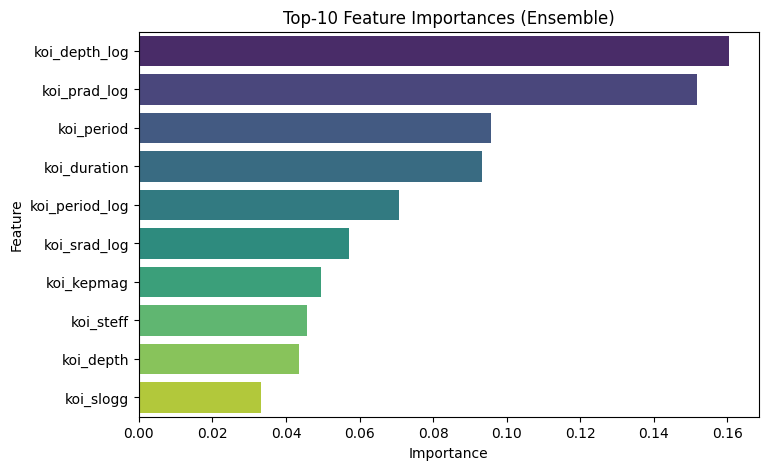 Top-10 Feature Importances (Ensemble)
koi_depth_log
koi_prad_log
koi_period
koi_duration
koi_period_log
koi_srad_log
koi_kepmag
koi_steff
koi_depth
koi_slogg
Feature
0.00 0.02 0.04 0.06 0.08 0.10 0.12 0.14 0.16
Importance